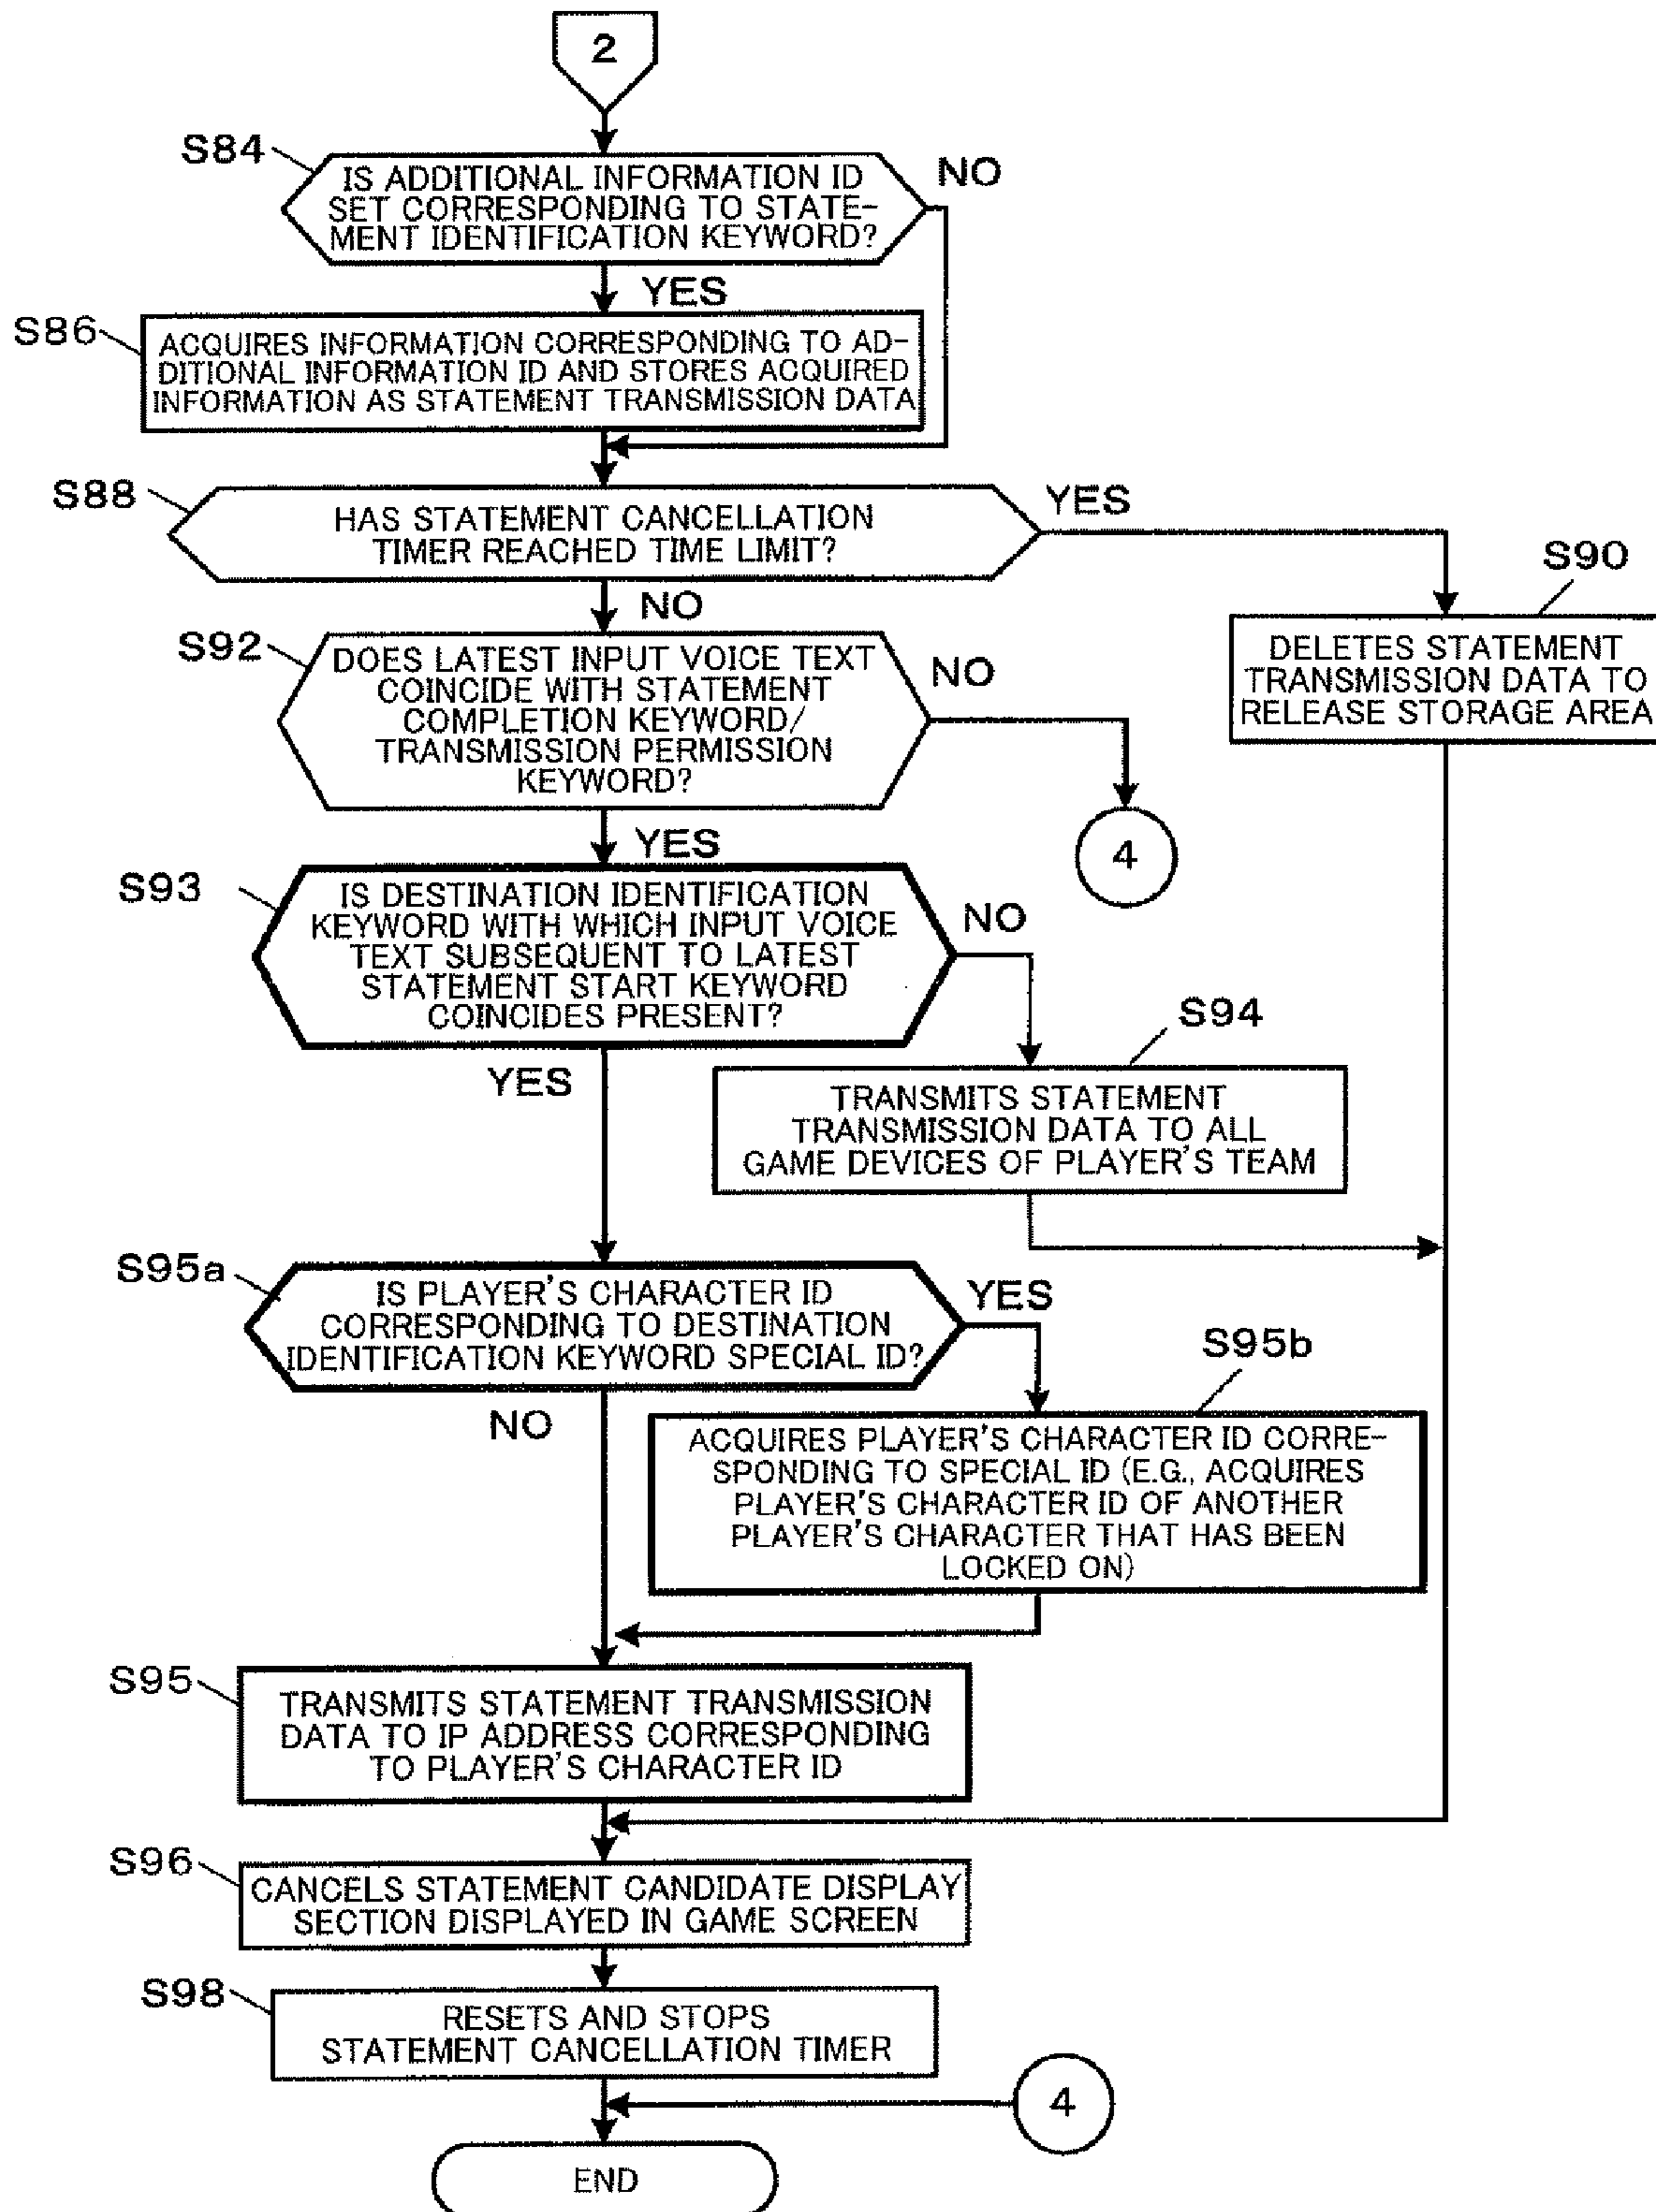 2
S84
IS ADDITIONAL INFORMATION ID
SET CORRESPONDING TO STATE-
MENT IDENTIFICATION KEYWORD?
NO
YES
S86
ACQUIRES INFORMATION CORRESPONDING TO AD-
DITIONAL INFORMATION ID AND STORES ACQUIRED
INFORMATION AS STATEMENT TRANSMISSION DATA
S88
HAS STATEMENT CANCELLATION
TIMER REACHED TIME LIMIT?
YES
NO
S90
DELETES STATEMENT
TRANSMISSION DATA TO
RELEASE STORAGE AREA
S92
DOES LATEST INPUT VOICE TEXT
COINCIDE WITH STATEMENT
COMPLETION KEYWORD/
TRANSMISSION PERMISSION
KEYWORD?
NO
4
YES
S93
IS DESTINATION IDENTIFICATION
KEYWORD WITH WHICH INPUT VOICE
TEXT SUBSEQUENT TO LATEST
STATEMENT START KEYWORD
COINCIDES PRESENT?
NO
YES
S94
TRANSMITS STATEMENT
TRANSMISSION DATA TO ALL
GAME DEVICES OF PLAYER'S TEAM
S95a
IS PLAYER'S CHARACTER ID
CORRESPONDING TO DESTINATION
IDENTIFICATION KEYWORD SPECIAL ID?
YES
NO
S95b
ACQUIRES PLAYER'S CHARACTER ID CORRE-
SPONDING TO SPECIAL ID (E.G., ACQUIRES
PLAYER'S CHARACTER ID OF ANOTHER
PLAYER'S CHARACTER THAT HAS BEEN
LOCKED ON)
S95
TRANSMITS STATEMENT TRANSMISSION
DATA TO IP ADDRESS CORRESPONDING
TO PLAYER'S CHARACTER ID
S96
CANCELS STATEMENT CANDIDATE DISPLAY
SECTION DISPLAYED IN GAME SCREEN
S98
RESETS AND STOPS
STATEMENT CANCELLATION TIMER
4
END